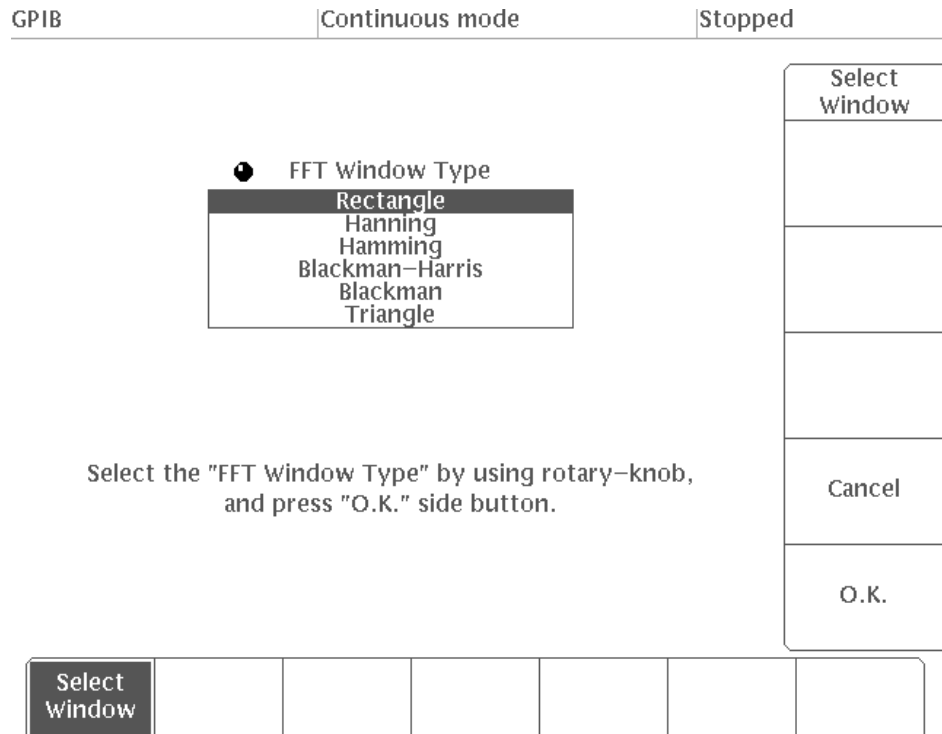 GPIB
Continuous mode
Stopped
Select
Window
FFT Window Type
Rectangle
Hanning
Hamming
Blackman–Harris
Blackman
Triangle
Select the "FFT Window Type" by using rotary–knob,
and press "O.K." side button.
Cancel
O.K.
Select
Window